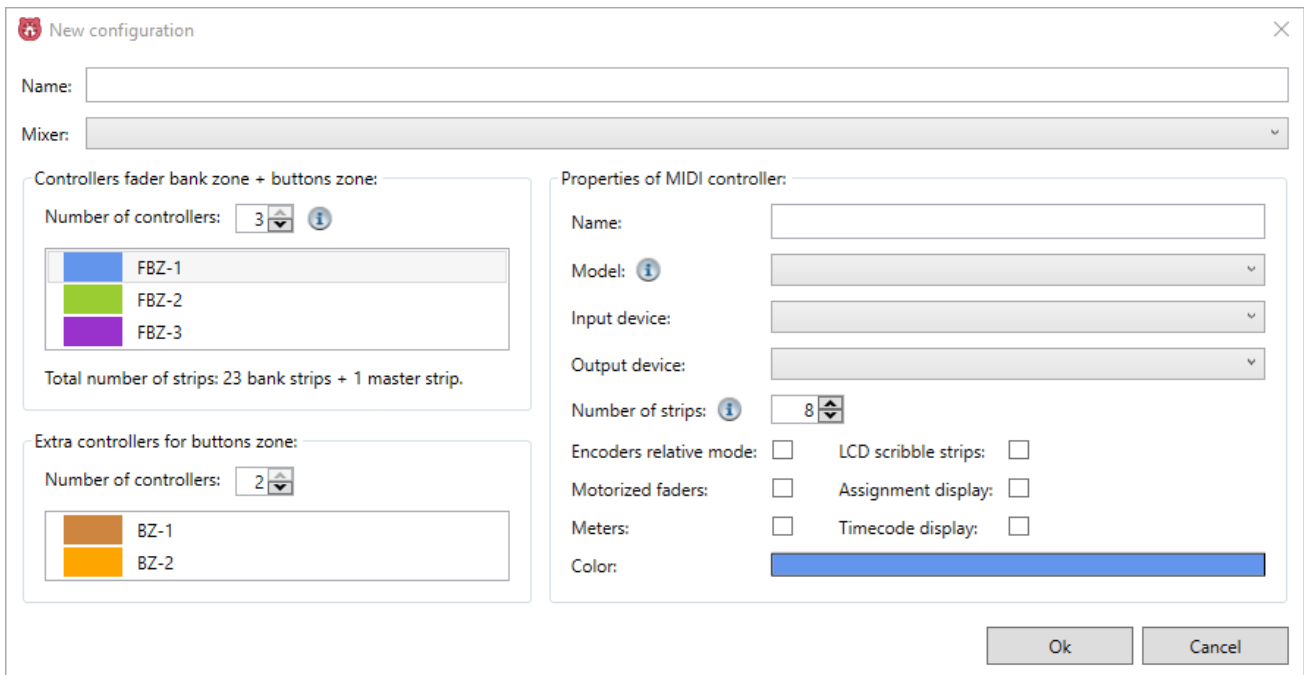 New configuration
Name:
Mixer:
Controllers fader bank zone + buttons zone:
Number of controllers: 3
FBZ-1
FBZ-2
FBZ-3
Total number of strips: 23 bank strips + 1 master strip.
Extra controllers for buttons zone:
Number of controllers: 2
BZ-1
BZ-2
Properties of MIDI controller:
Name:
Model:
Input device:
Output device:
Number of strips: 8
Encoders relative mode: LCD scribble strips:
Motorized faders: Assignment display:
Meters: Timecode display:
Color:
Ok Cancel